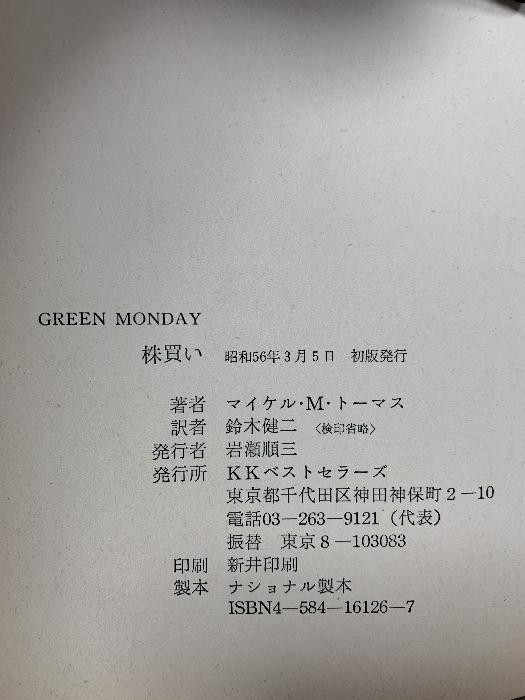 GREEN MONDAY
株買い 昭和56年3月5日 初版発行
著者 マイケル・M・トーマス
訳者 鈴木健二 〈検印省略〉
発行者 岩瀬順三
発行所 KKベストセラーズ
東京都千代田区神田神保町2－10
電話03－263－9121（代表）
振替 東京8－103083
印刷 新井印刷
製本 ナショナル製本
ISBN4－584－16126－7